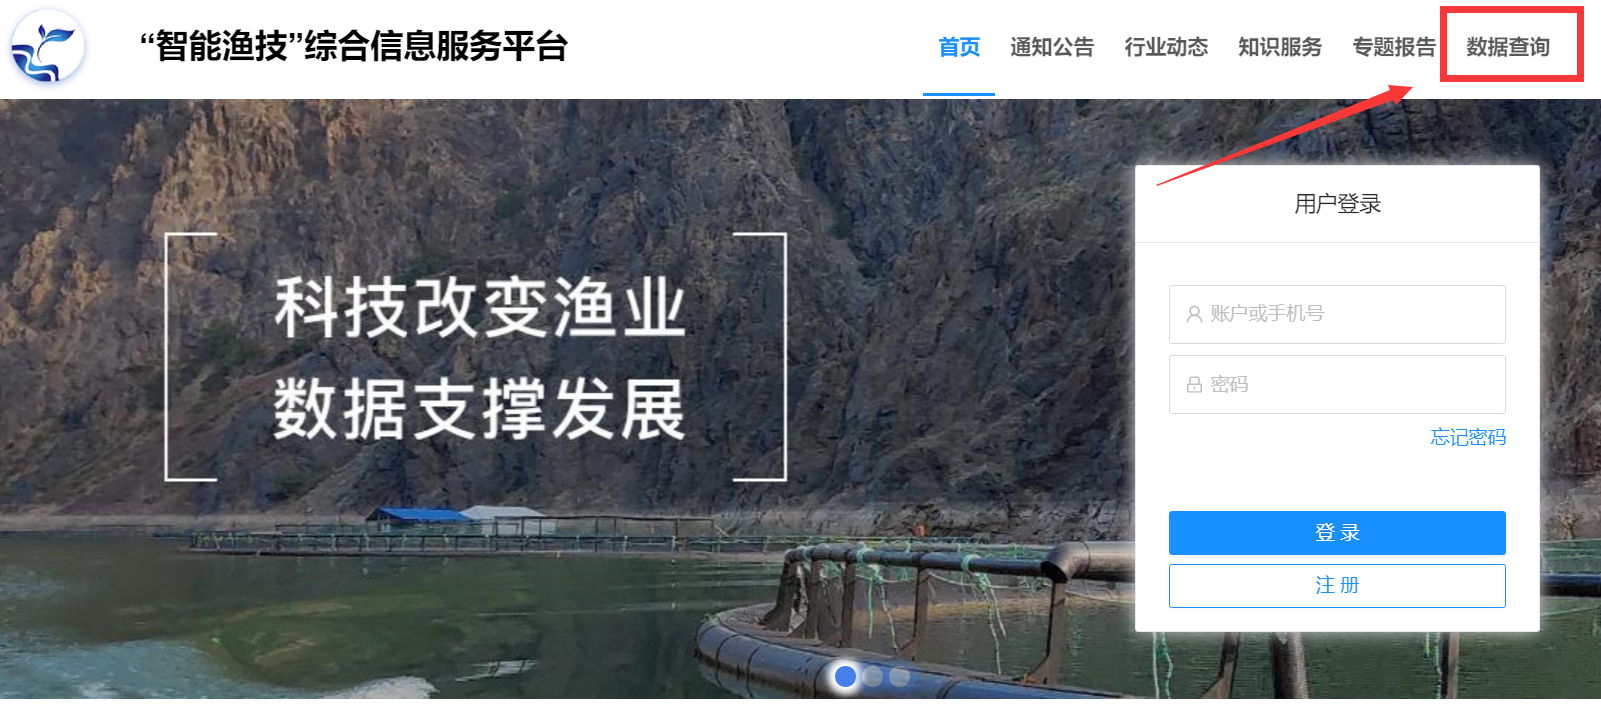 “智能渔技”综合信息服务平台
首页 通知公告 行业动态 知识服务 专题报告 数据查询
科技改变渔业
数据支撑发展
用户登录
账户或手机号
密码
忘记密码
登 录
注 册